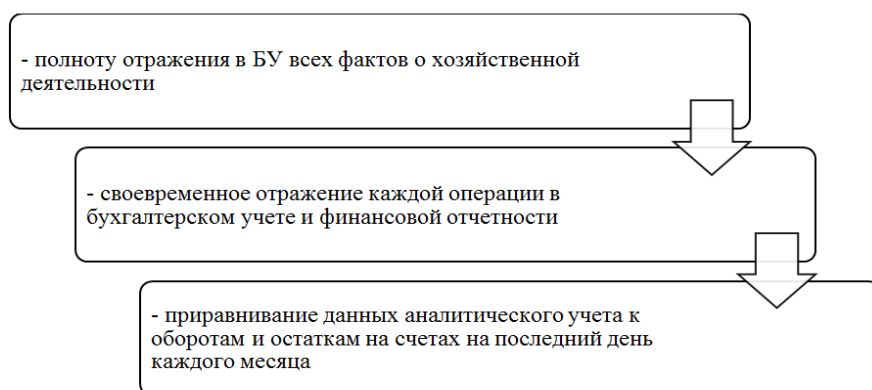 - полноту отражения в БУ всех фактов о хозяйственной
деятельности
- своевременное отражение каждой операции в
бухгалтерском учете и финансовой отчетности
- приравнивание данных аналитического учета к
оборотам и остаткам на счетах на последний день
каждого месяца